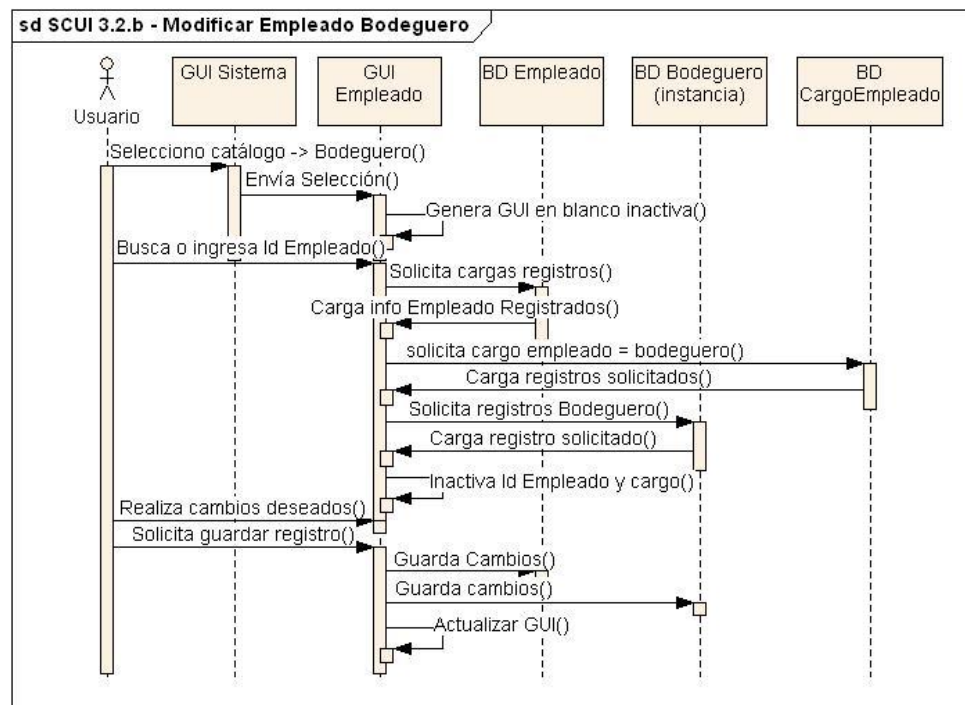 sd SCUI 3.2.b - Modificar Empleado Bodeguero
Usuario
GUI Sistema
GUI
Empleado
BD Empleado
BD Bodeguero
(instancia)
BD
CargoEmpleado
Selecciono catálogo -> Bodeguero()
Envía Selección()
Genera GUI en blanco inactiva()
Busca o ingresa Id Empleado()
Solicita cargas registros()
Carga info Empleado Registrados()
solicita cargo empleado = bodeguero()
Carga registros solicitados()
Solicita registros Bodeguero()
Carga registro solicitado()
Inactiva Id Empleado y cargo()
Realiza cambios deseados()
Solicita guardar registro()
Guarda Cambios()
Guarda cambios()
Actualizar GUI()